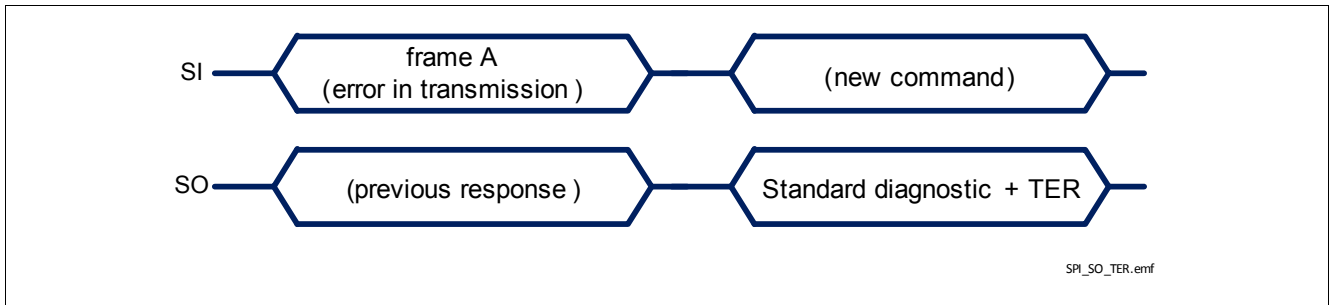 SI
frame A
(error in transmission )
(new command)
SO
(previous response )
Standard diagnostic + TER
SPI_SO_TER.emf